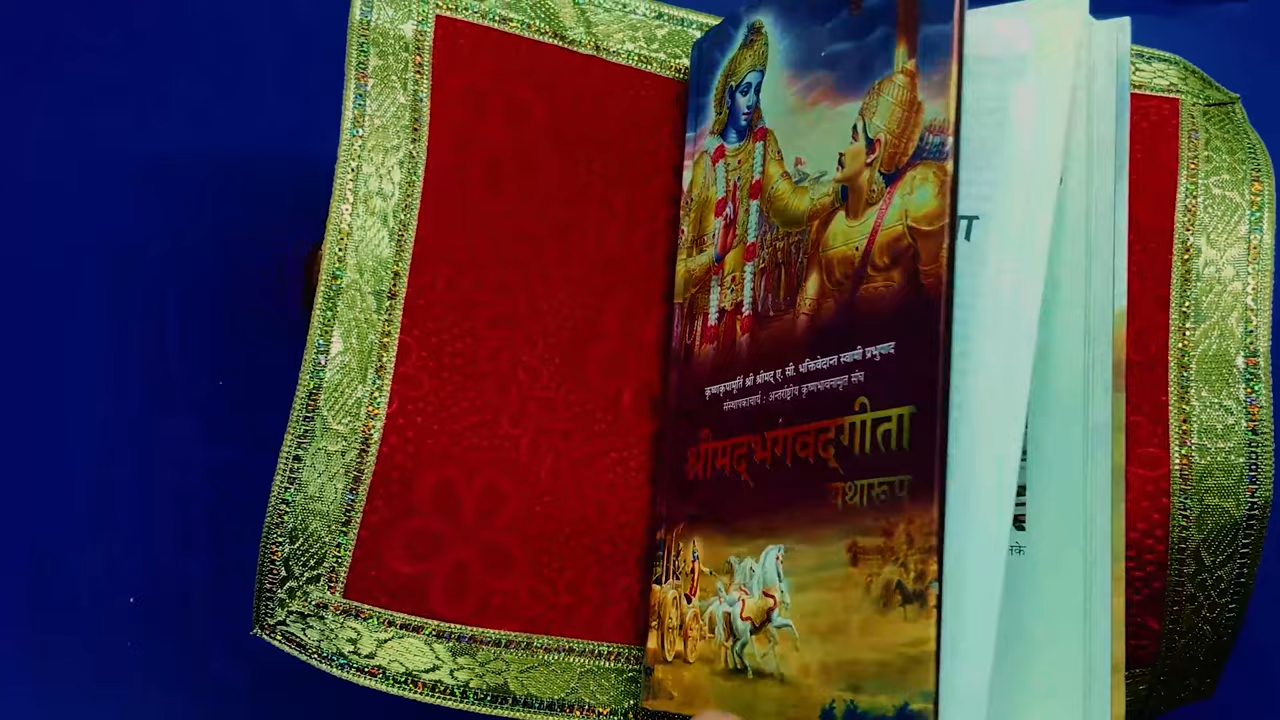 कृष्णकृपामूर्ति श्री श्रीमद् ए. सी. भक्तिवेदान्त स्वामी प्रभुपाद
संस्थापकाचार्य : अन्तर्राष्ट्रीय कृष्णभावनामृत संघ
श्रीमद्भगवद्गीता
यथारूप